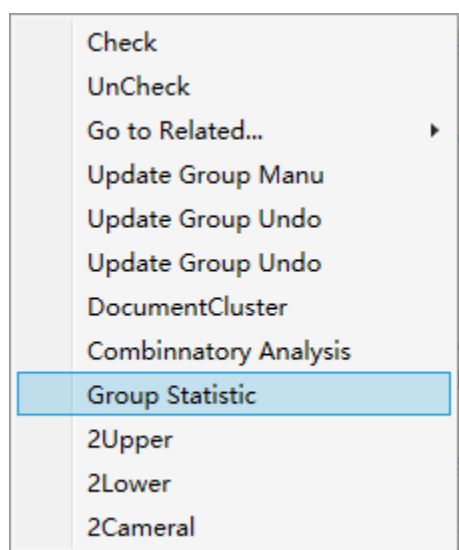 Check
UnCheck
Go to Related...
Update Group Manu
Update Group Undo
Update Group Undo
DocumentCluster
Combinnatory Analysis
Group Statistic
2Upper
2Lower
2Cameral